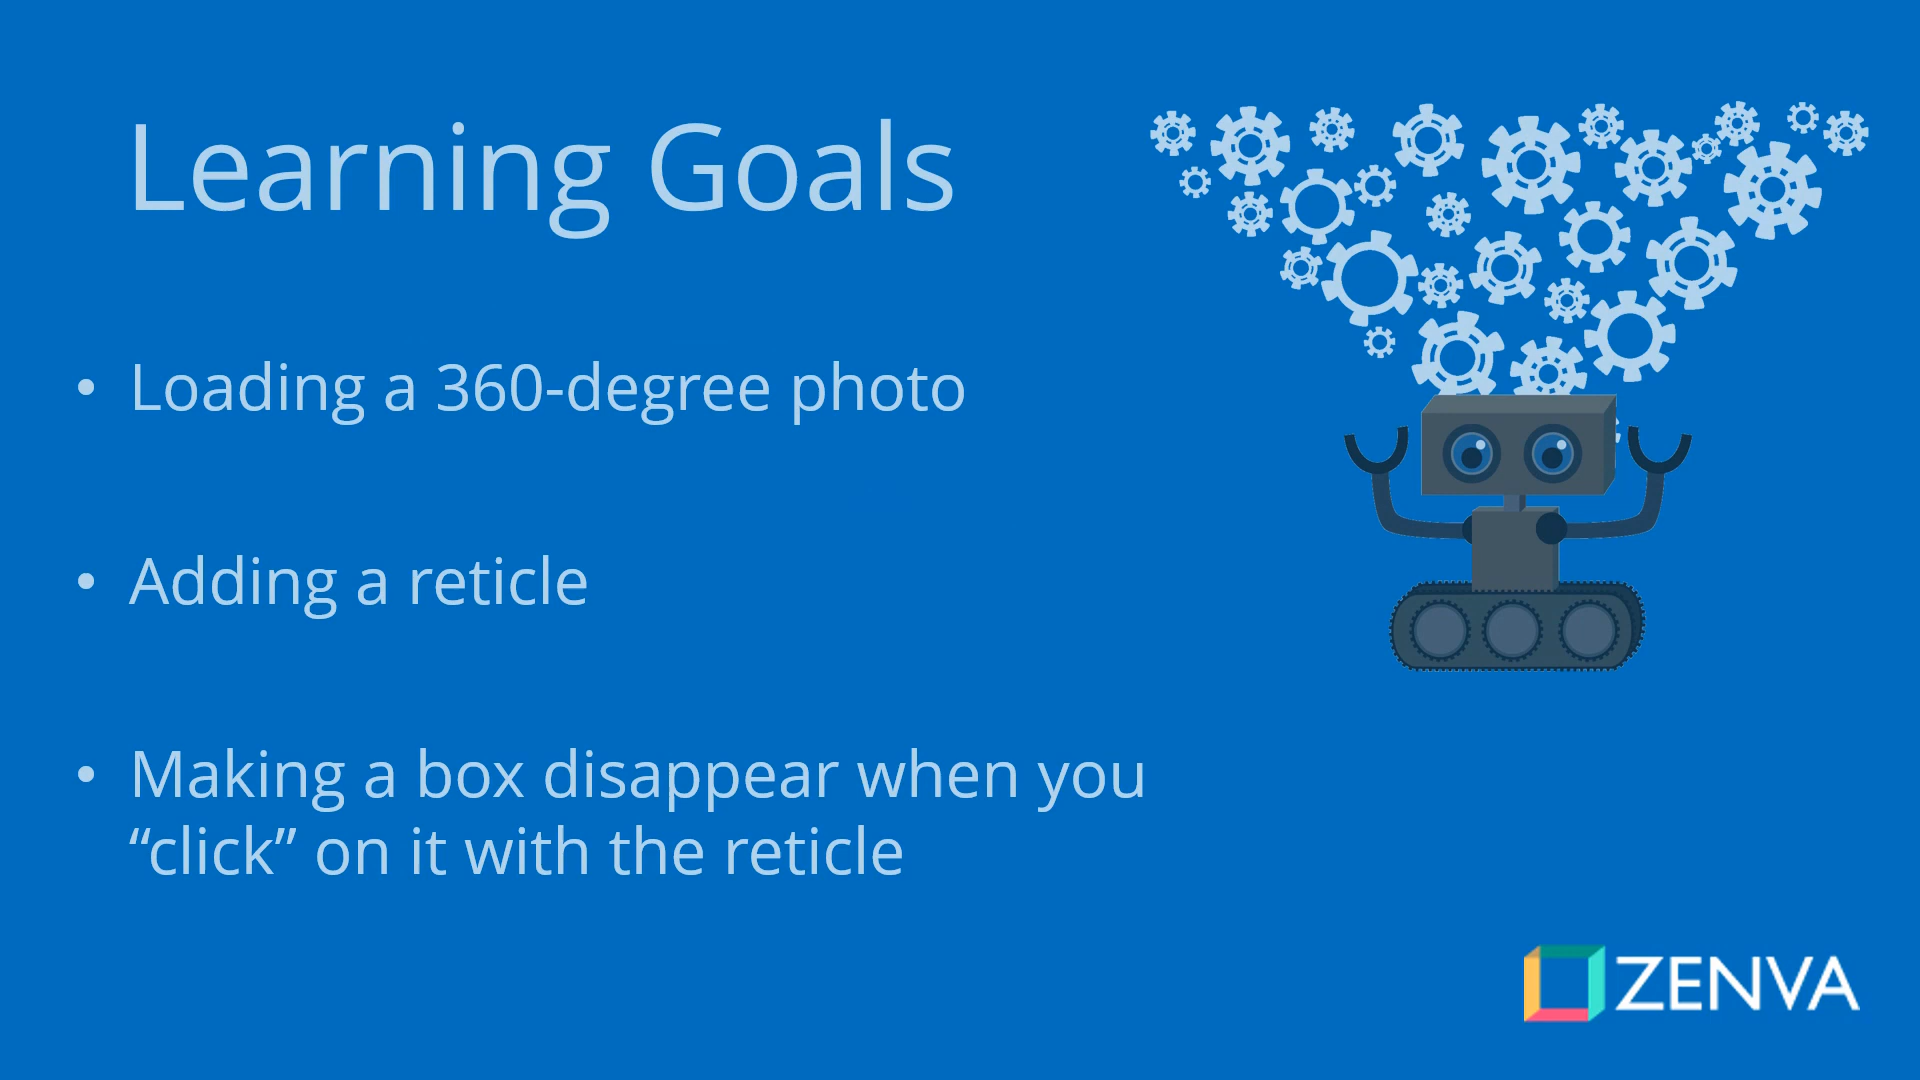 Learning Goals
• Loading a 360-degree photo
• Adding a reticle
• Making a box disappear when you
“click” on it with the reticle
ZENVA